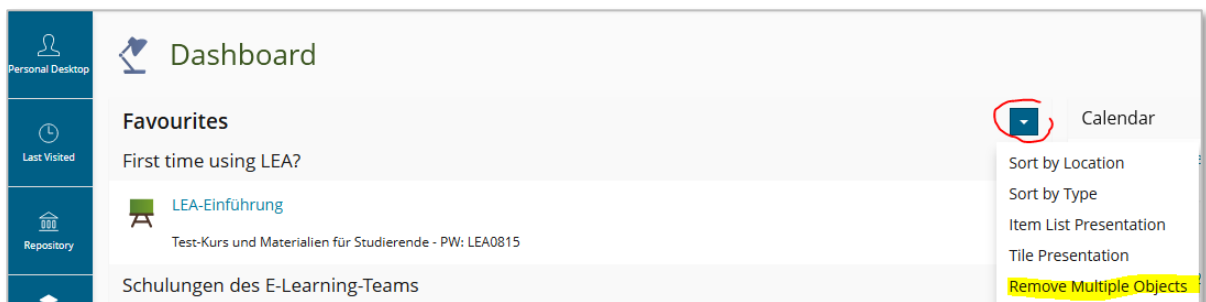 Personal Desktop
Last Visited
Repository
Dashboard
Favourites
First time using LEA?
LEA-Einführung
Test-Kurs und Materialien für Studierende - PW: LEA0815
Schulungen des E-Learning-Teams
Calendar
Sort by Location
Sort by Type
Item List Presentation
Tile Presentation
Remove Multiple Objects